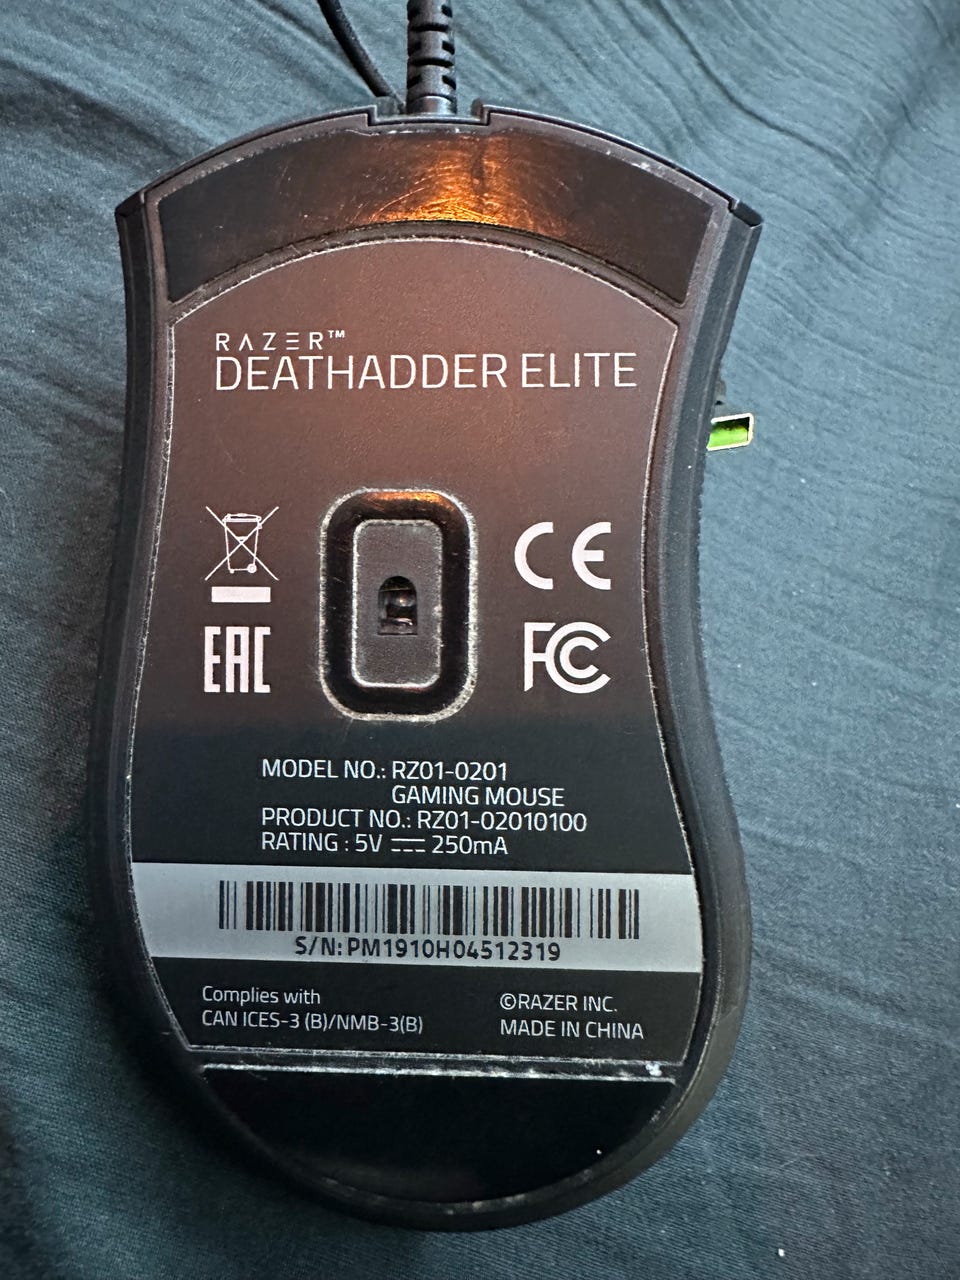 RAZER™
DEATHADDER ELITE
CE
EAC
FC
MODEL NO.: RZ01-0201
GAMING MOUSE
PRODUCT NO.: RZ01-02010100
RATING : 5V ⎓ 250mA
S/N: PM1910H04512319
Complies with
CAN ICES-3 (B)/NMB-3(B)
©RAZER INC.
MADE IN CHINA